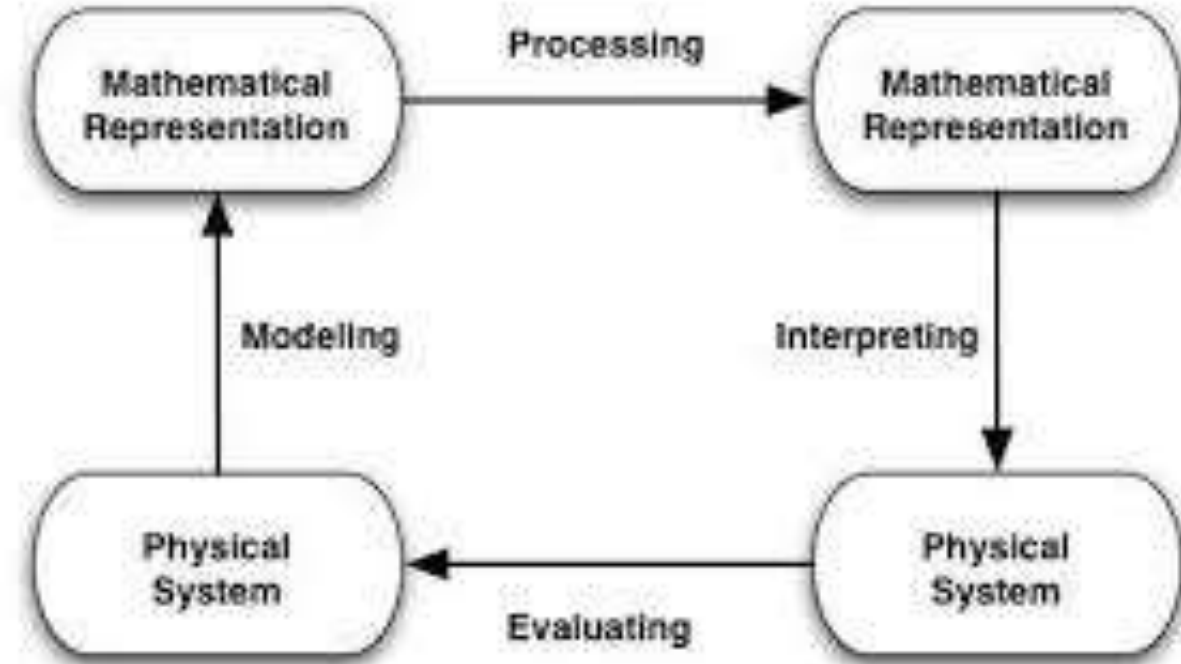 Processing
Mathematical
Representation
Mathematical
Representation
Modeling
Interpreting
Physical
System
Physical
System
Evaluating